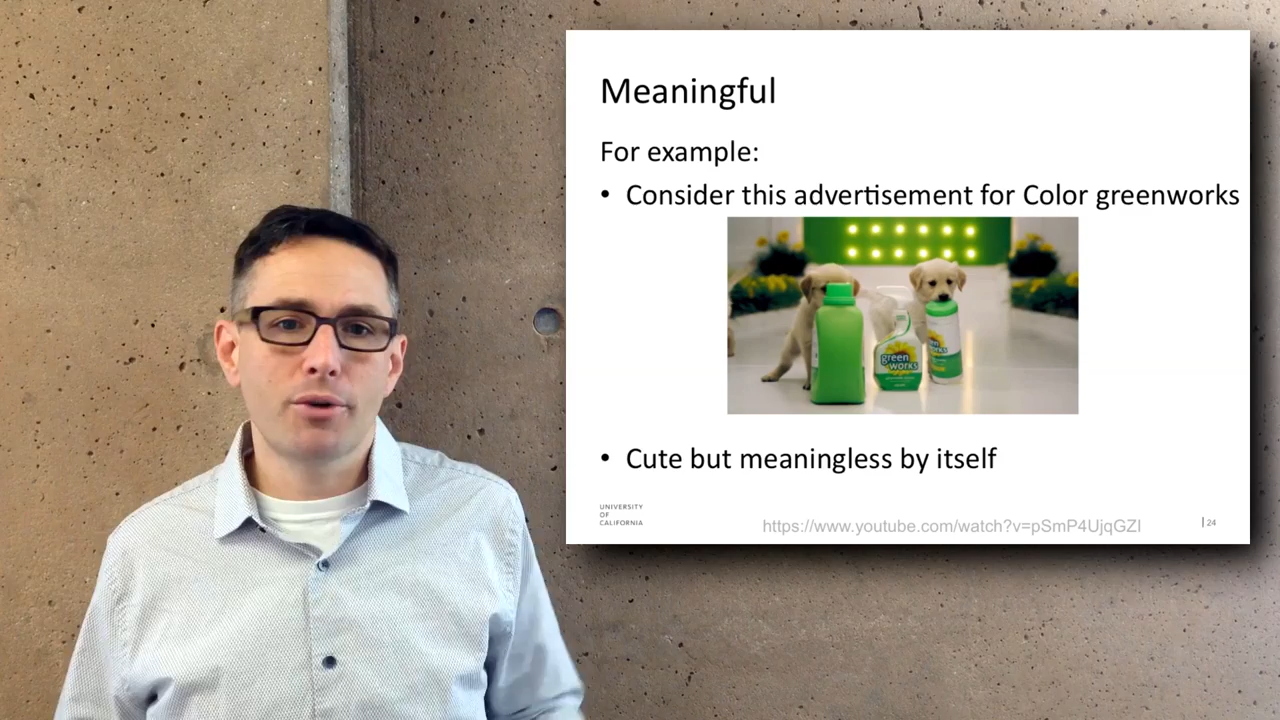 Meaningful
For example:
• Consider this advertisement for Color greenworks
green
works
works
• Cute but meaningless by itself
UNIVERSITY
OF
CALIFORNIA
https://www.youtube.com/watch?v=pSmP4UjqGZI
| 24